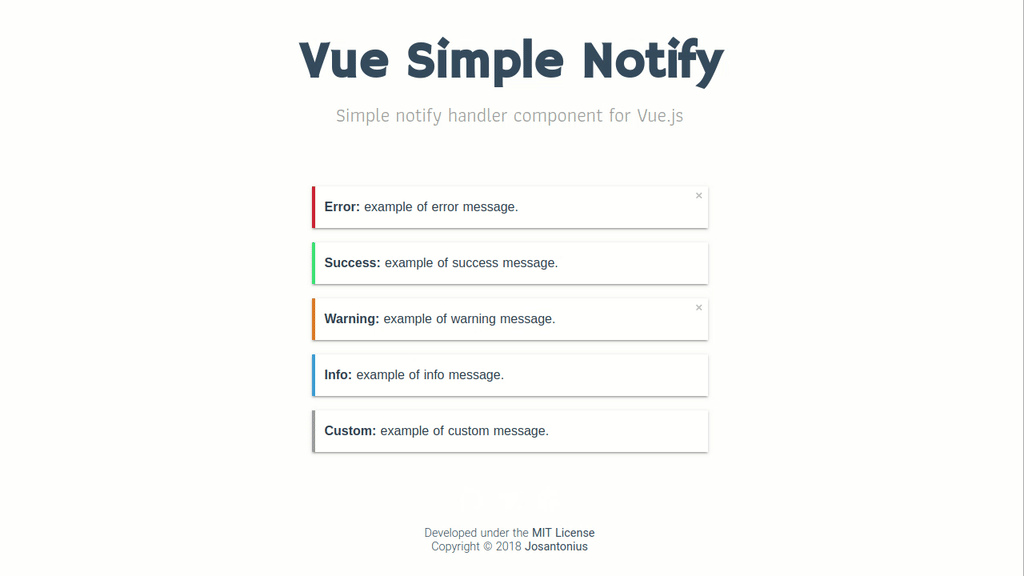 Vue Simple Notify
Simple notify handler component for Vue.js
×
Error: example of error message.
Success: example of success message.
×
Warning: example of warning message.
Info: example of info message.
Custom: example of custom message.
Developed under the MIT License
Copyright © 2018 Josantonius